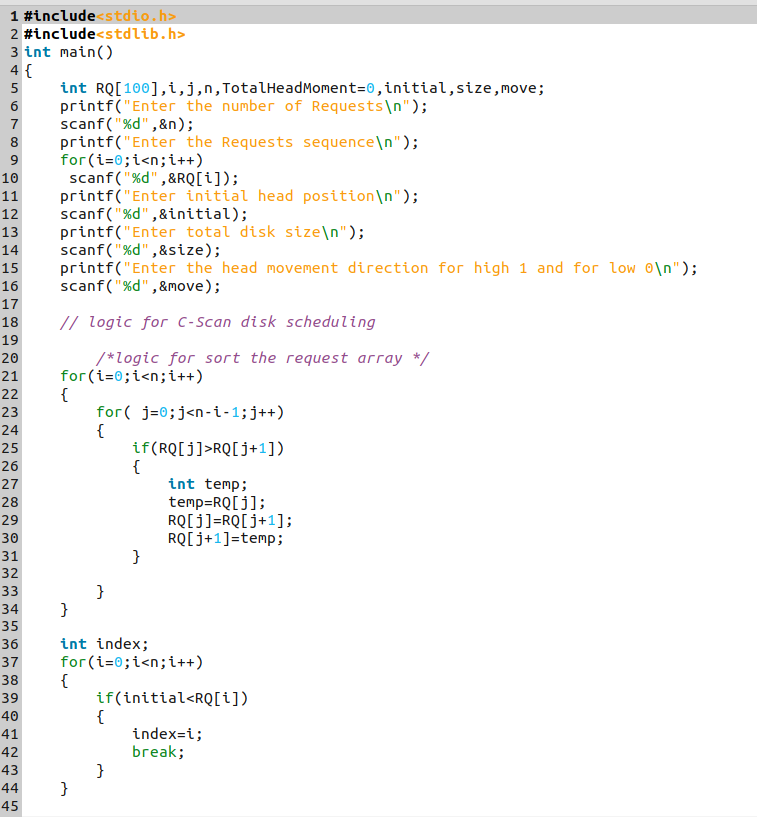 1 #include<stdio.h>
2 #include<stdlib.h>
3 int main()
4 {
5     int RQ[100],i,j,n,TotalHeadMoment=0,initial,size,move;
6     printf("Enter the number of Requests\n");
7     scanf("%d",&n);
8     printf("Enter the Requests sequence\n");
9     for(i=0;i<n;i++)
10      scanf("%d",&RQ[i]);
11     printf("Enter initial head position\n");
12     scanf("%d",&initial);
13     printf("Enter total disk size\n");
14     scanf("%d",&size);
15     printf("Enter the head movement direction for high 1 and for low 0\n");
16     scanf("%d",&move);
17
18     // logic for C-Scan disk scheduling
19
20         /*logic for sort the request array */
21     for(i=0;i<n;i++)
22     {
23         for( j=0;j<n-i-1;j++)
24         {
25             if(RQ[j]>RQ[j+1])
26             {
27                 int temp;
28                 temp=RQ[j];
29                 RQ[j]=RQ[j+1];
30                 RQ[j+1]=temp;
31             }
32
33         }
34     }
35
36     int index;
37     for(i=0;i<n;i++)
38     {
39         if(initial<RQ[i])
40         {
41             index=i;
42             break;
43         }
44     }
45